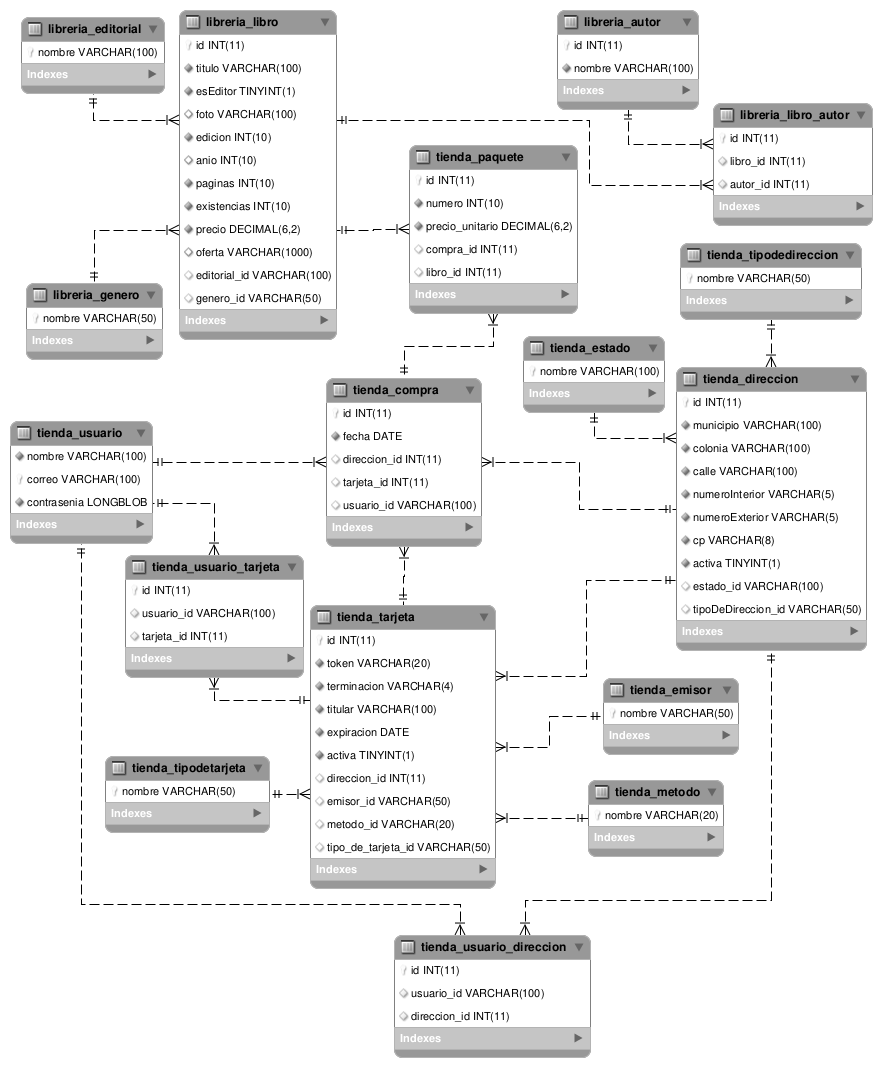 libreria_editorial
nombre VARCHAR(100)
Indexes
libreria_libro
id INT(11)
titulo VARCHAR(100)
esEditor TINYINT(1)
foto VARCHAR(100)
edicion INT(10)
anio INT(10)
paginas INT(10)
existencias INT(10)
precio DECIMAL(6,2)
oferta VARCHAR(1000)
editorial_id VARCHAR(100)
genero_id VARCHAR(50)
Indexes
libreria_autor
id INT(11)
nombre VARCHAR(100)
Indexes
libreria_libro_autor
id INT(11)
libro_id INT(11)
autor_id INT(11)
Indexes
tienda_paquete
id INT(11)
numero INT(10)
precio_unitario DECIMAL(6,2)
compra_id INT(11)
libro_id INT(11)
Indexes
libreria_genero
nombre VARCHAR(50)
Indexes
tienda_tipodedireccion
nombre VARCHAR(50)
Indexes
tienda_estado
nombre VARCHAR(100)
Indexes
tienda_direccion
id INT(11)
municipio VARCHAR(100)
colonia VARCHAR(100)
calle VARCHAR(100)
numeroInterior VARCHAR(5)
numeroExterior VARCHAR(5)
cp VARCHAR(8)
activa TINYINT(1)
estado_id VARCHAR(100)
tipoDeDireccion_id VARCHAR(50)
Indexes
tienda_compra
id INT(11)
fecha DATE
direccion_id INT(11)
tarjeta_id INT(11)
usuario_id VARCHAR(100)
Indexes
tienda_usuario
nombre VARCHAR(100)
correo VARCHAR(100)
contrasenia LONGBLOB
Indexes
tienda_usuario_tarjeta
id INT(11)
usuario_id VARCHAR(100)
tarjeta_id INT(11)
Indexes
tienda_tarjeta
id INT(11)
token VARCHAR(20)
terminacion VARCHAR(4)
titular VARCHAR(100)
expiracion DATE
activa TINYINT(1)
direccion_id INT(11)
emisor_id VARCHAR(50)
metodo_id VARCHAR(20)
tipo_de_tarjeta_id VARCHAR(50)
Indexes
tienda_emisor
nombre VARCHAR(50)
Indexes
tienda_tipodetarjeta
nombre VARCHAR(50)
Indexes
tienda_metodo
nombre VARCHAR(20)
Indexes
tienda_usuario_direccion
id INT(11)
usuario_id VARCHAR(100)
direccion_id INT(11)
Indexes